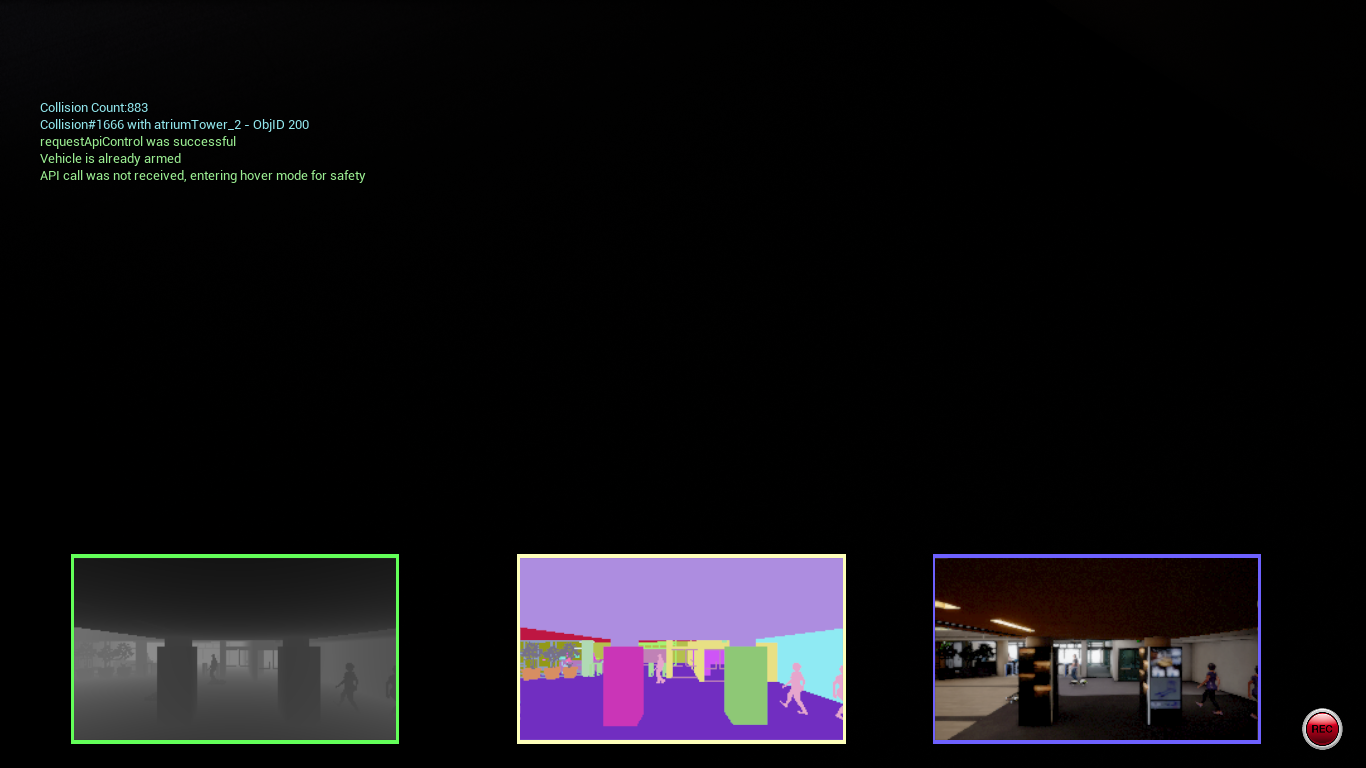 Collision Count:883
Collision#1666 with atriumTower_2 - ObjID 200
requestApiControl was successful
Vehicle is already armed
API call was not received, entering hover mode for safety
REC